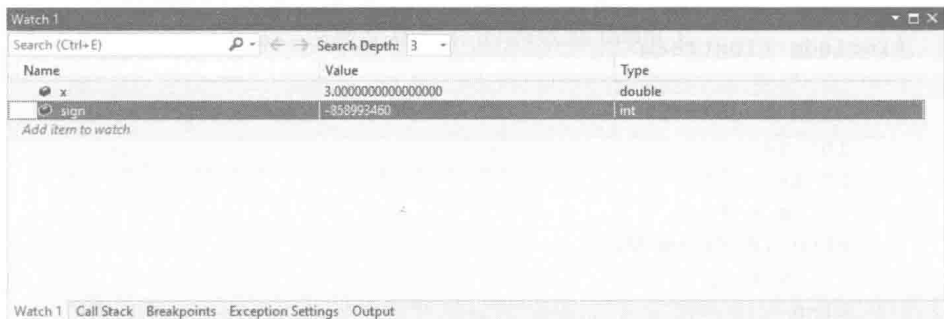 Watch 1
Search (Ctrl+E) Search Depth: 3
Name Value Type
x 3.0000000000000000 double
sign -858993460 int
Add item to watch
Watch 1 Call Stack Breakpoints Exception Settings Output